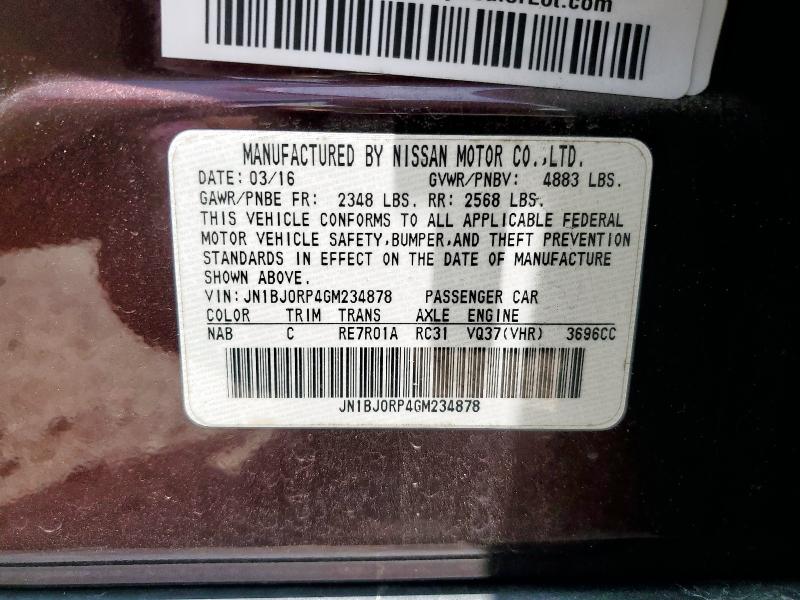 MANUFACTURED BY NISSAN MOTOR CO.,LTD.
DATE: 03/16 GVWR/PNBV: 4883 LBS.
GAWR/PNBE FR: 2348 LBS. RR: 2568 LBS.
THIS VEHICLE CONFORMS TO ALL APPLICABLE FEDERAL
MOTOR VEHICLE SAFETY,BUMPER,AND THEFT PREVENTION
STANDARDS IN EFFECT ON THE DATE OF MANUFACTURE
SHOWN ABOVE.
VIN:JN1BJ0RP4GM234878 PASSENGER CAR
COLOR TRIM TRANS AXLE ENGINE
NAB C RE7R01A RC31 VQ37(VHR) 3696CC
JN1BJ0RP4GM234878